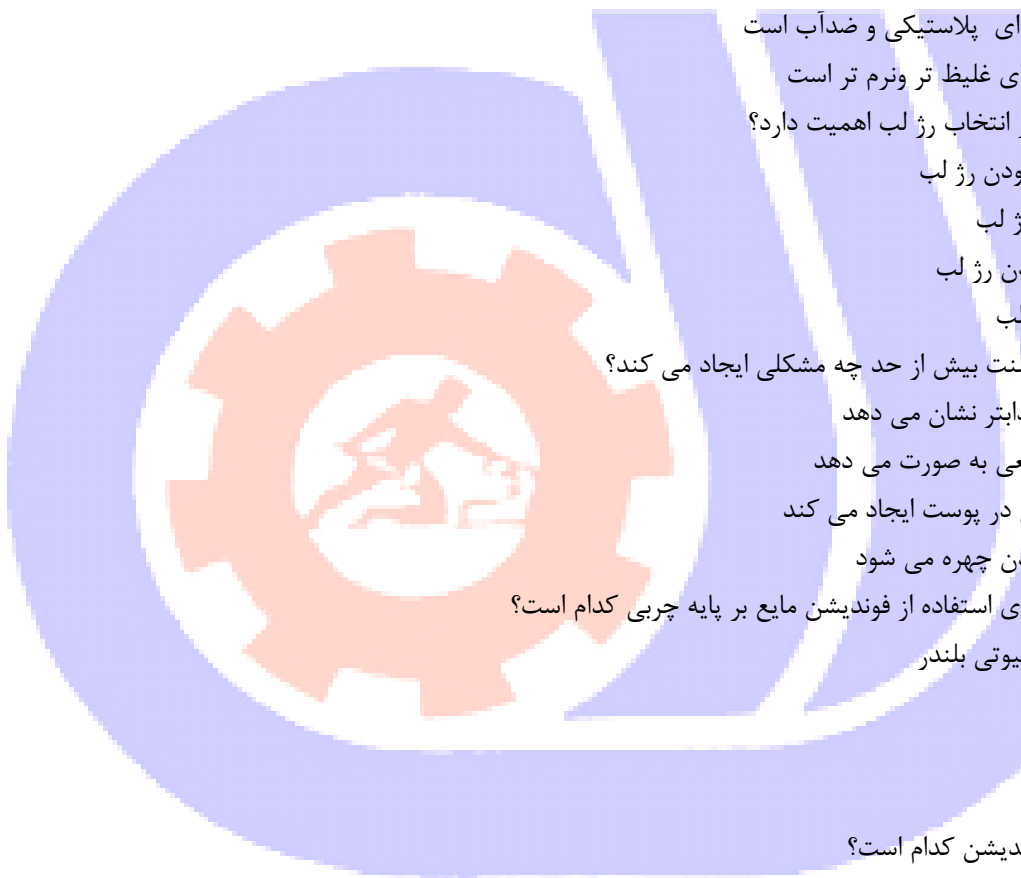 ای پلاستیکی و ضدآب است
ای غلیظ تر ونرم تر است
انتخاب رژ لب اهمیت دارد؟
ودن رژ لب
ژ لب
ن رژ لب
لب
نت بیش از حد چه مشکلی ایجاد می کند؟
ابتر نشان می دهد
عی به صورت می دهد
در پوست ایجاد می کند
ن چهره می شود
ی استفاده از فوندیشن مایع بر پایه چربی کدام است؟
یوتی بلندر
دیشن کدام است؟